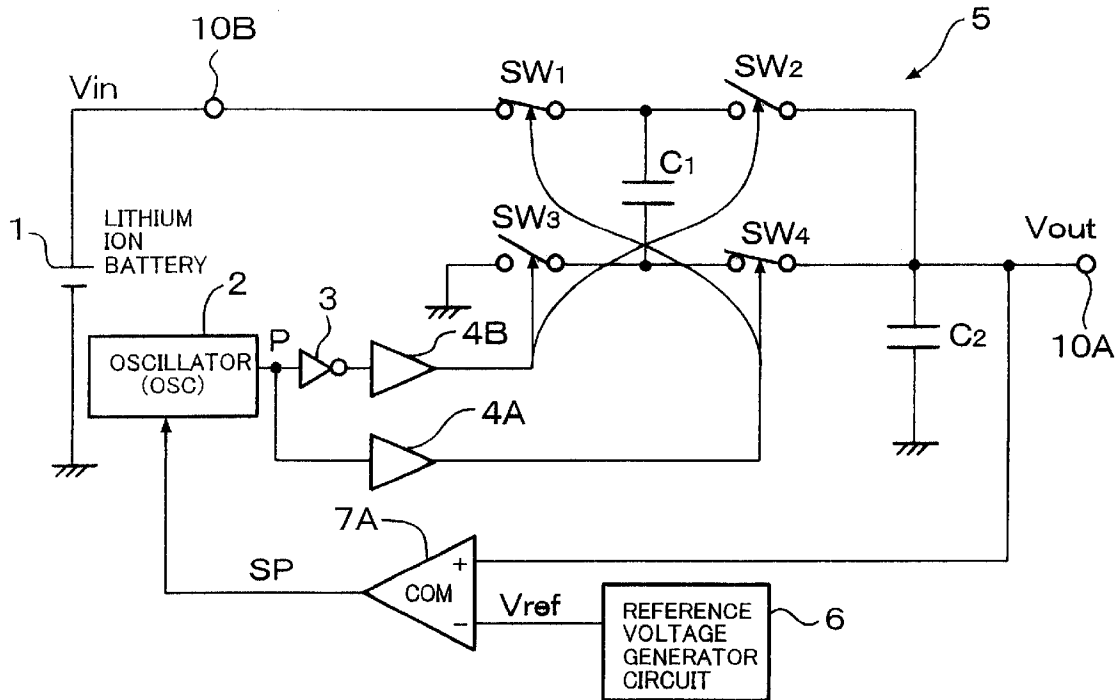 10B
5
Vin
SW1
SW2
C1
1
LITHIUM
ION
BATTERY
SW3
SW4
Vout
2
P
3
4B
C2
10A
OSCILLATOR
(OSC)
4A
7A
SP
+
COM
−
Vref
REFERENCE
VOLTAGE
GENERATOR
CIRCUIT
6